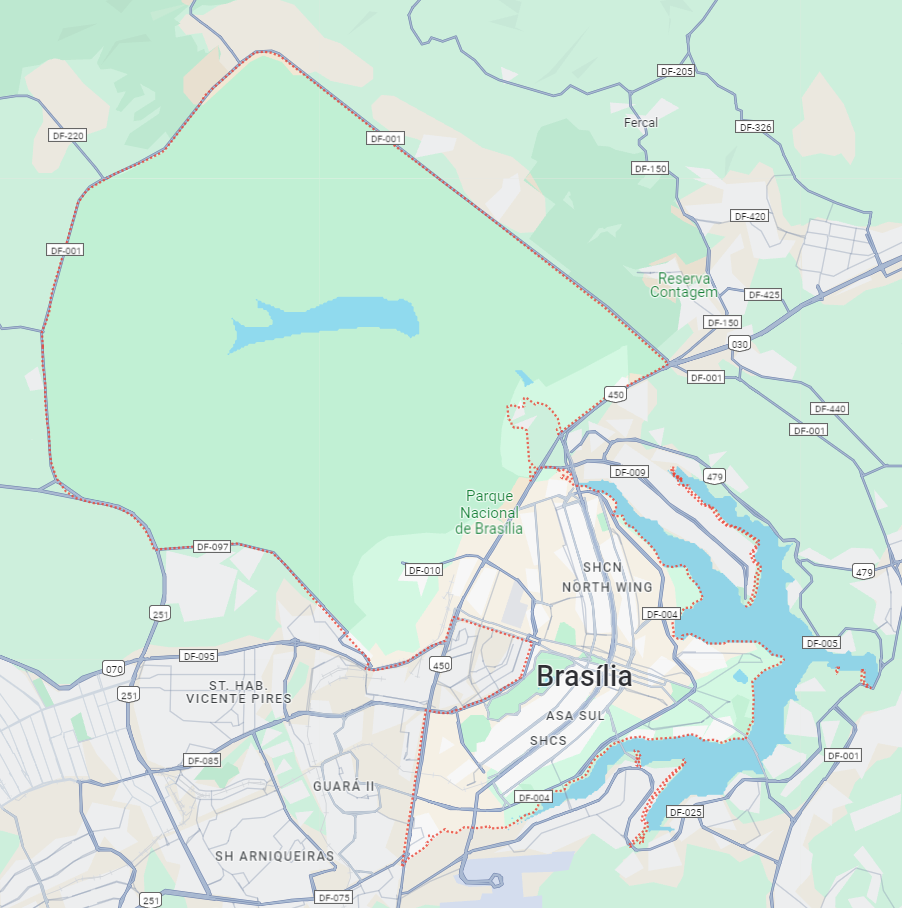 DF-205
Fercal
DF-326
DF-220
DF-001
DF-150
DF-420
DF-001
Reserva
Contagem
DF-425
DF-150
030
DF-001
450
DF-440
DF-001
DF-009
479
Parque
Nacional
de Brasília
DF-097
DF-010
SHCN
NORTH WING
479
251
DF-004
DF-005
DF-095
450
070
Brasília
251
ST. HAB.
VICENTE PIRES
ASA SUL
SHCS
DF-085
DF-001
GUARÁ II
DF-004
DF-025
SH ARNIQUEIRAS
DF-075
251